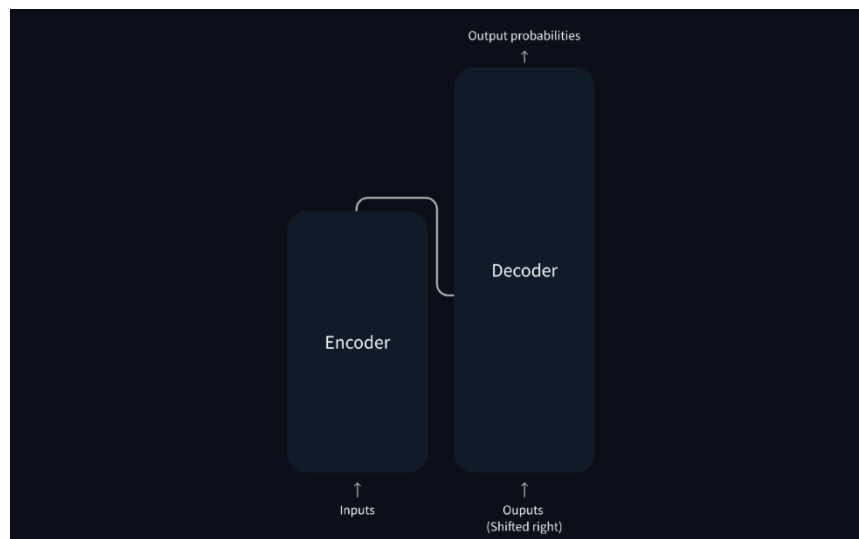 Output probabilities
Decoder
Encoder
Inputs
Ouputs
(Shifted right)